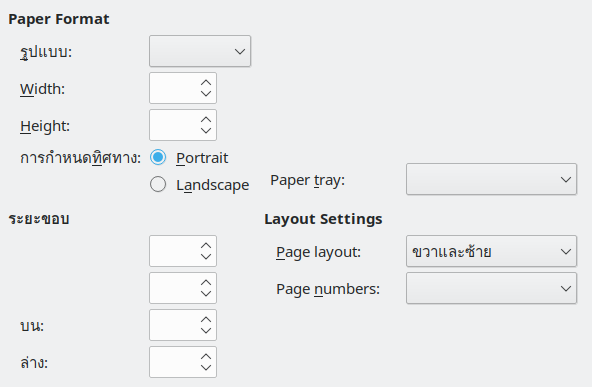 Paper Format
รูปแบบ:
Width:
Height:
การกำหนดทิศทาง:
Portrait
Landscape
Paper tray:
ระยะขอบ
Layout Settings
Page layout:
ขวาและซ้าย
Page numbers:
บน:
ล่าง: